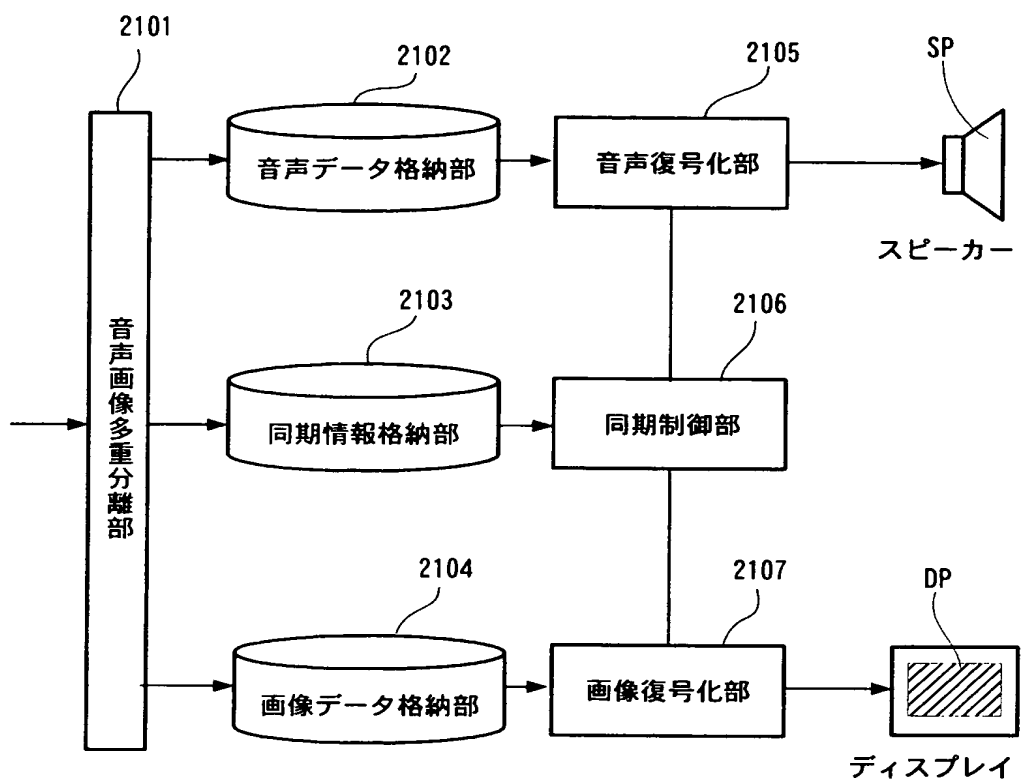 2101
2102
2105
SP
音声データ格納部
音声復号化部
スピーカー
2103
2106
音声画像多重分離部
同期情報格納部
同期制御部
2104
2107
DP
画像データ格納部
画像復号化部
ディスプレイ